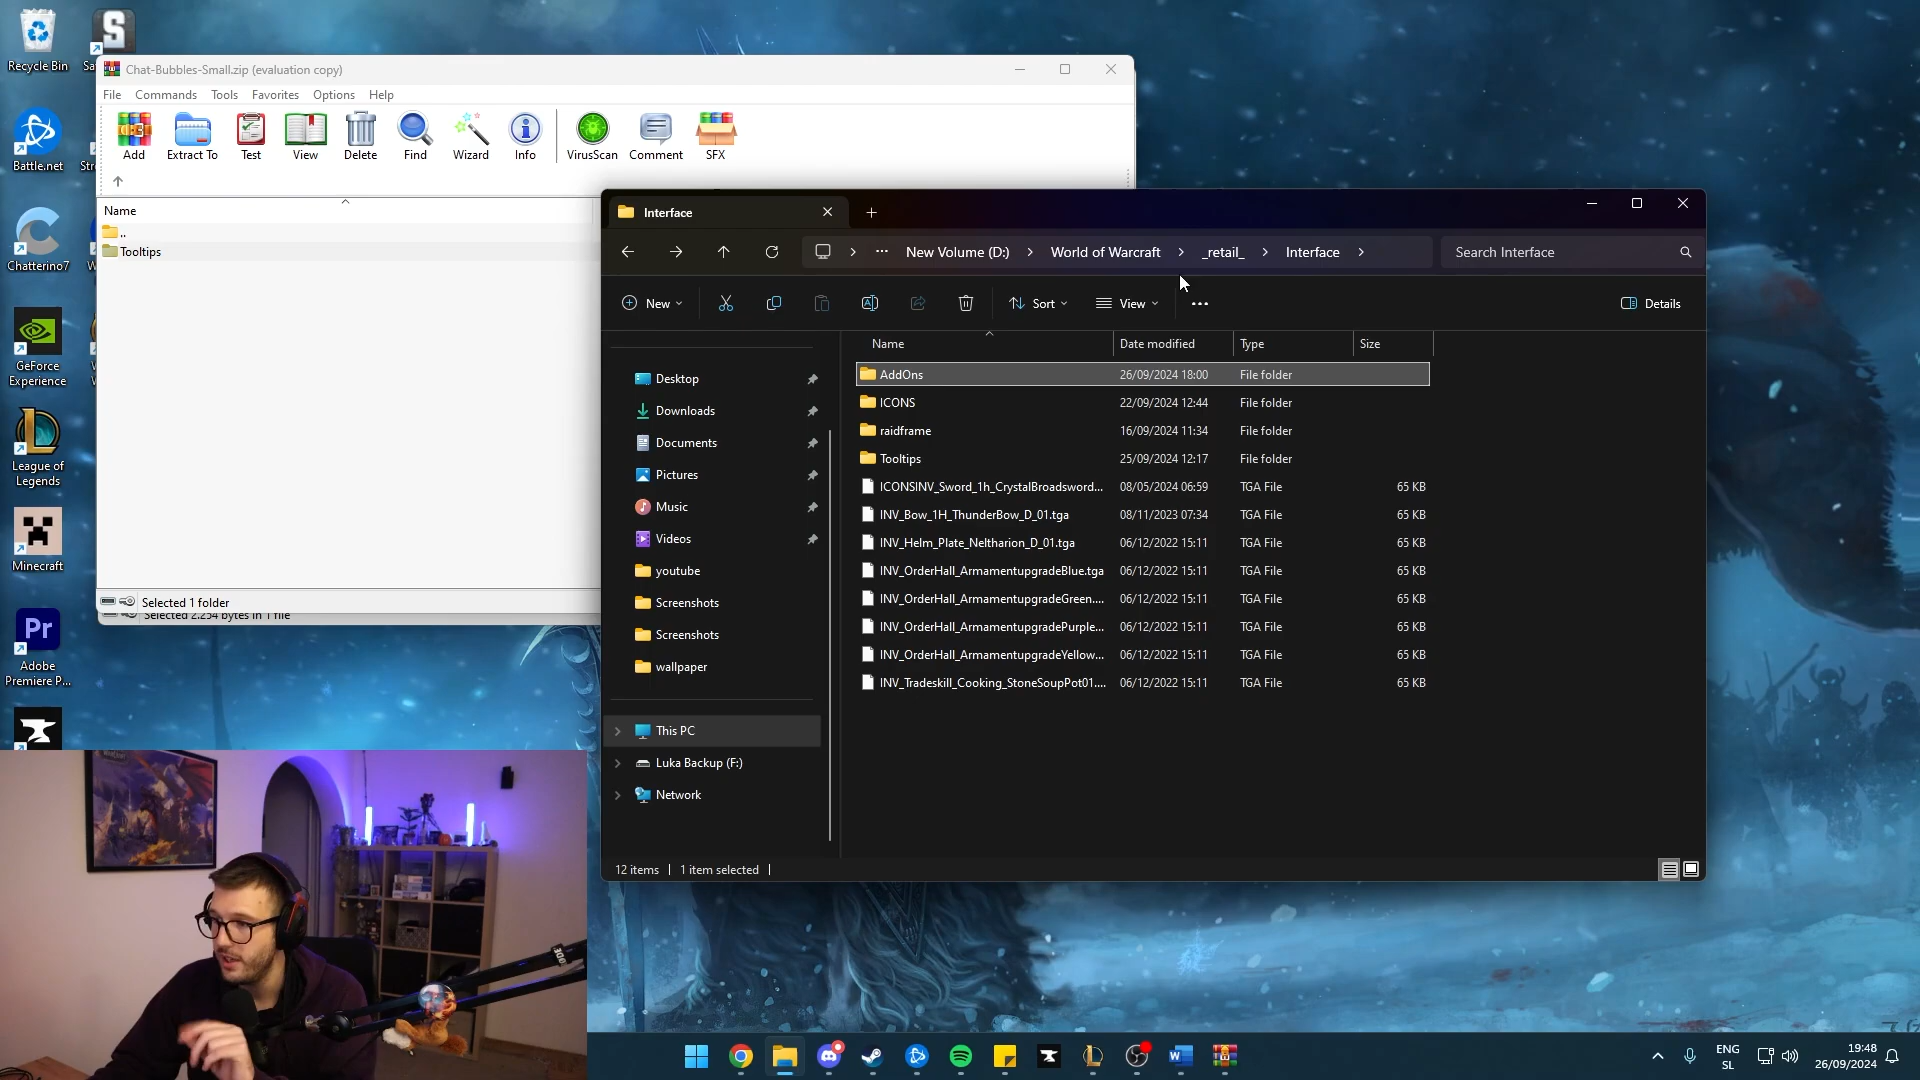 Recycle Bin
Battle.net
Chatterino7
GeForce
Experience
League of
Legends
Minecraft
Pr
Adobe
Premiere P...
S
Chat-Bubbles-Small.zip (evaluation copy)
File Commands Tools Favorites Options Help
Add Extract To Test View Delete Find Wizard Info VirusScan Comment SFX
Name
..
Tooltips
Selected 1 folder
Selected 2.254 bytes in 1 file
Interface
... New Volume (D:) > World of Warcraft > _retail_ > Interface >
Search Interface
New Sort View ... Details
Desktop
Downloads
Documents
Pictures
Music
Videos
youtube
Screenshots
Screenshots
wallpaper
This PC
Luka Backup (F:)
Network
Name Date modified Type Size
AddOns 26/09/2024 18:00 File folder
ICONS 22/09/2024 12:44 File folder
raidframe 16/09/2024 11:34 File folder
Tooltips 25/09/2024 12:17 File folder
ICONSINV_Sword_1h_CrystalBroadsword... 08/05/2024 06:59 TGA File 65 KB
INV_Bow_1H_ThunderBow_D_01.tga 08/11/2023 07:34 TGA File 65 KB
INV_Helm_Plate_Neltharion_D_01.tga 06/12/2022 15:11 TGA File 65 KB
INV_OrderHall_ArmamentupgradeBlue.tga 06/12/2022 15:11 TGA File 65 KB
INV_OrderHall_ArmamentupgradeGreen.... 06/12/2022 15:11 TGA File 65 KB
INV_OrderHall_ArmamentupgradePurple... 06/12/2022 15:11 TGA File 65 KB
INV_OrderHall_ArmamentupgradeYellow... 06/12/2022 15:11 TGA File 65 KB
INV_Tradeskill_Cooking_StoneSoupPot01.... 06/12/2022 15:11 TGA File 65 KB
12 items | 1 item selected |
ENG
SL
19:48
26/09/2024